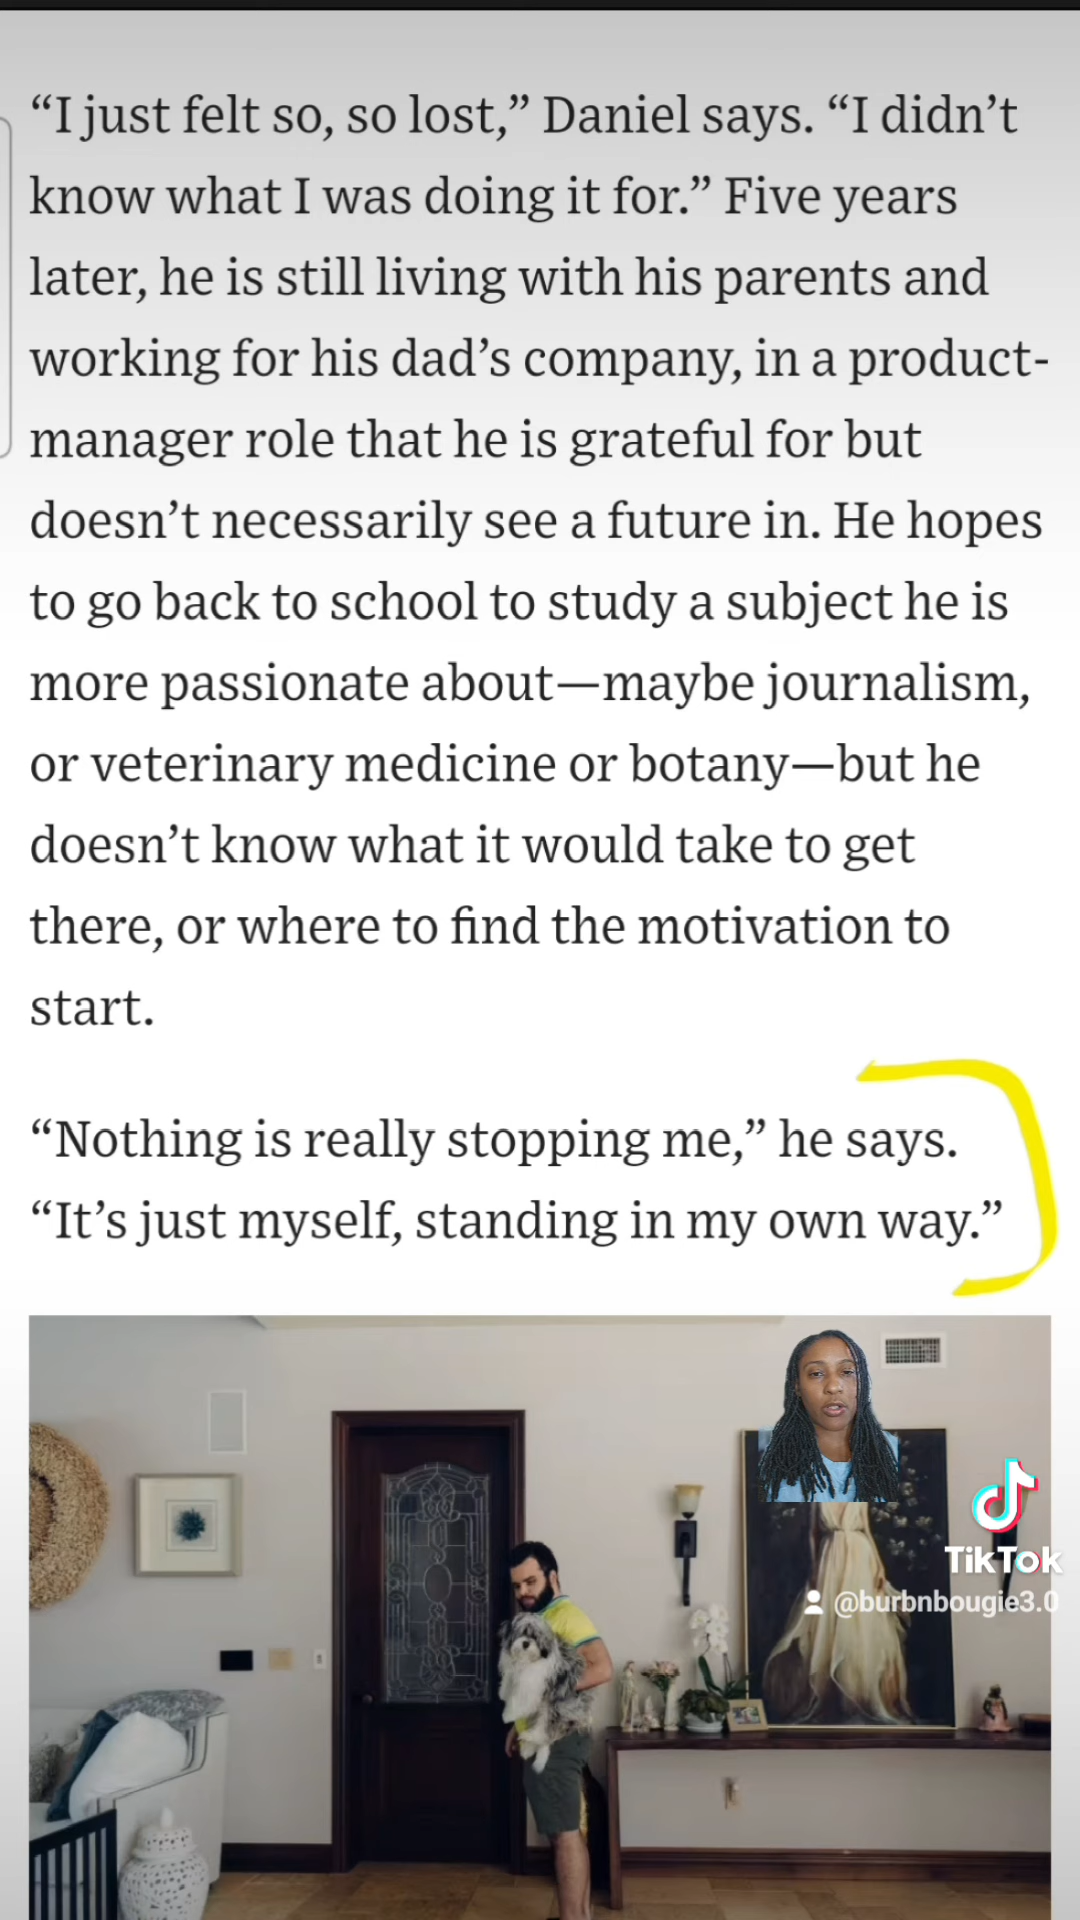 “I just felt so, so lost,” Daniel says. “I didn’t
know what I was doing it for.” Five years
later, he is still living with his parents and
working for his dad’s company, in a product-
manager role that he is grateful for but
doesn’t necessarily see a future in. He hopes
to go back to school to study a subject he is
more passionate about—maybe journalism,
or veterinary medicine or botany—but he
doesn’t know what it would take to get
there, or where to find the motivation to
start.
“Nothing is really stopping me,” he says.
“It’s just myself, standing in my own way.”
TikTok
@burbnbougie3.0